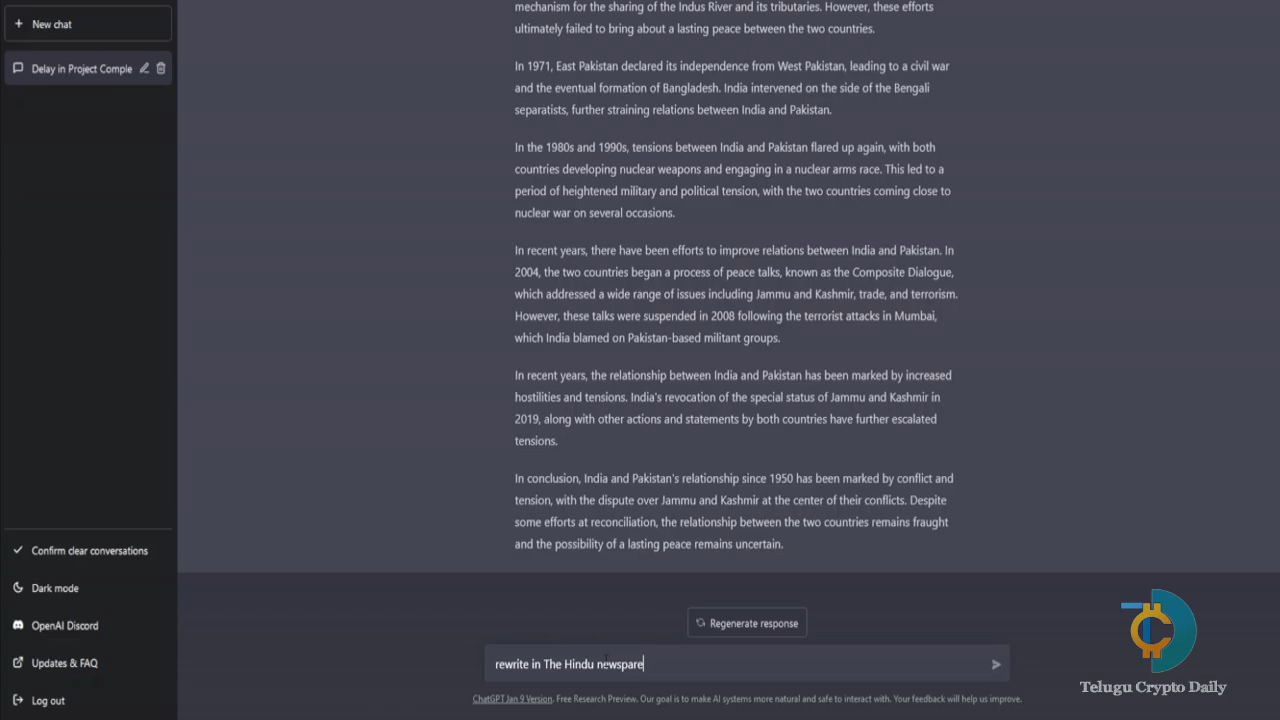 New chat
Delay in Project Comple
mechanism for the sharing of the Indus River and its tributaries. However, these efforts
ultimately failed to bring about a lasting peace between the two countries.
In 1971, East Pakistan declared its independence from West Pakistan, leading to a civil war
and the eventual formation of Bangladesh. India intervened on the side of the Bengali
separatists, further straining relations between India and Pakistan.
In the 1980s and 1990s, tensions between India and Pakistan flared up again, with both
countries developing nuclear weapons and engaging in a nuclear arms race. This led to a
period of heightened military and political tension, with the two countries coming close to
nuclear war on several occasions.
In recent years, there have been efforts to improve relations between India and Pakistan. In
2004, the two countries began a process of peace talks, known as the Composite Dialogue,
which addressed a wide range of issues including Jammu and Kashmir, trade, and terrorism.
However, these talks were suspended in 2008 following the terrorist attacks in Mumbai,
which India blamed on Pakistan-based militant groups.
In recent years, the relationship between India and Pakistan has been marked by increased
hostilities and tensions. India's revocation of the special status of Jammu and Kashmir in
2019, along with other actions and statements by both countries have further escalated
tensions.
In conclusion, India and Pakistan's relationship since 1950 has been marked by conflict and
tension, with the dispute over Jammu and Kashmir at the center of their conflicts. Despite
some efforts at reconciliation, the relationship between the two countries remains fraught
and the possibility of a lasting peace remains uncertain.
Confirm clear conversations
Dark mode
OpenAI Discord
Updates & FAQ
Log out
Regenerate response
rewrite in The Hindu newspare
ChatGPT Jan 9 Version. Free Research Preview. Our goal is to make AI systems more natural and safe to interact with. Your feedback will help us improve.
Telugu Crypto Daily